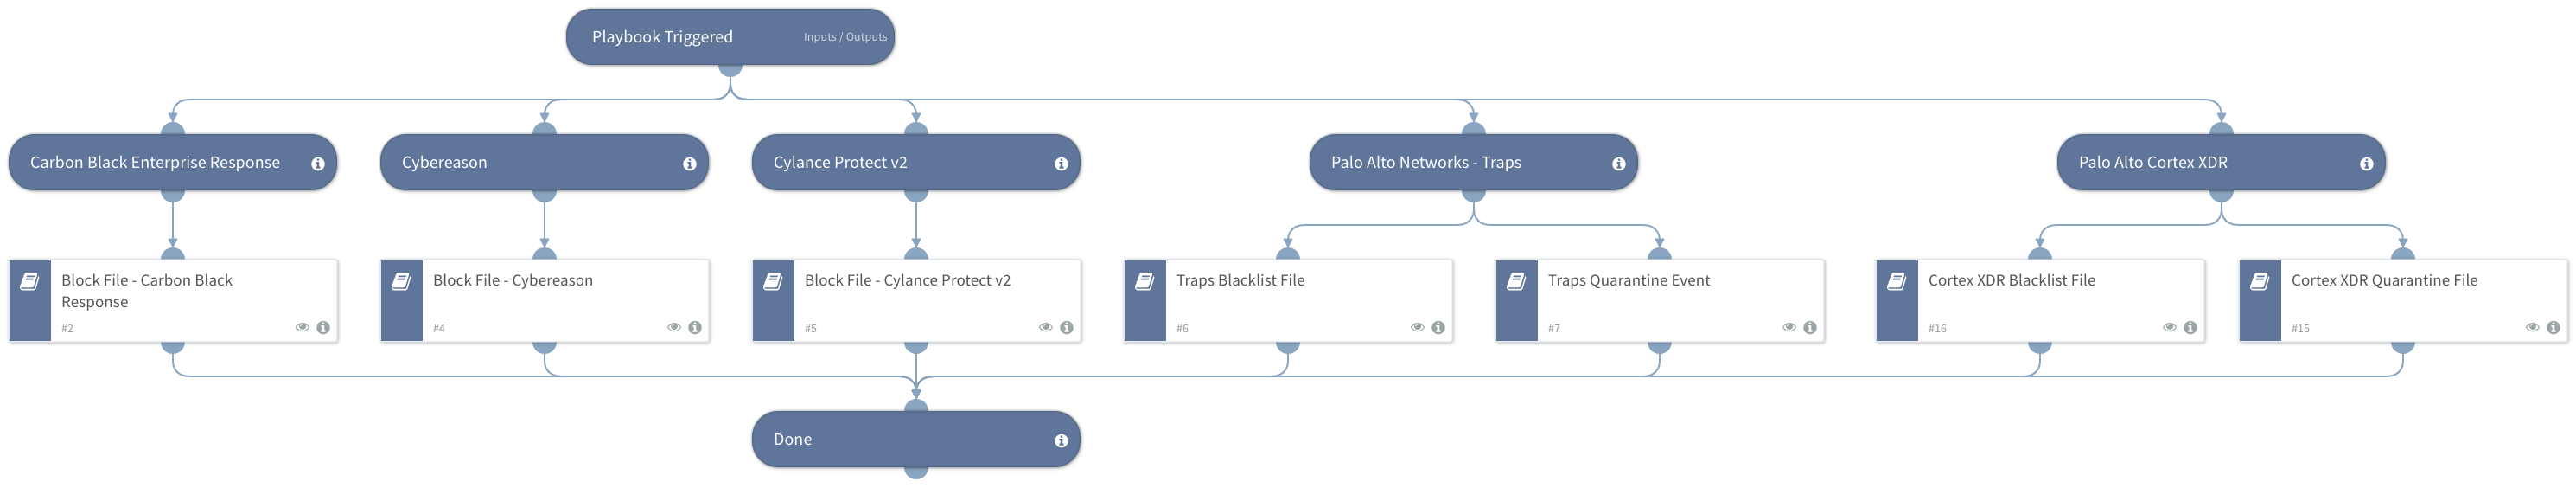 Playbook Triggered
Inputs / Outputs
Carbon Black Enterprise Response
Cybereason
Cylance Protect v2
Palo Alto Networks - Traps
Palo Alto Cortex XDR
Block File - Carbon Black
Response
#2
Block File - Cybereason
#4
Block File - Cylance Protect v2
#5
Traps Blacklist File
#6
Traps Quarantine Event
#7
Cortex XDR Blacklist File
#16
Cortex XDR Quarantine File
#15
Done